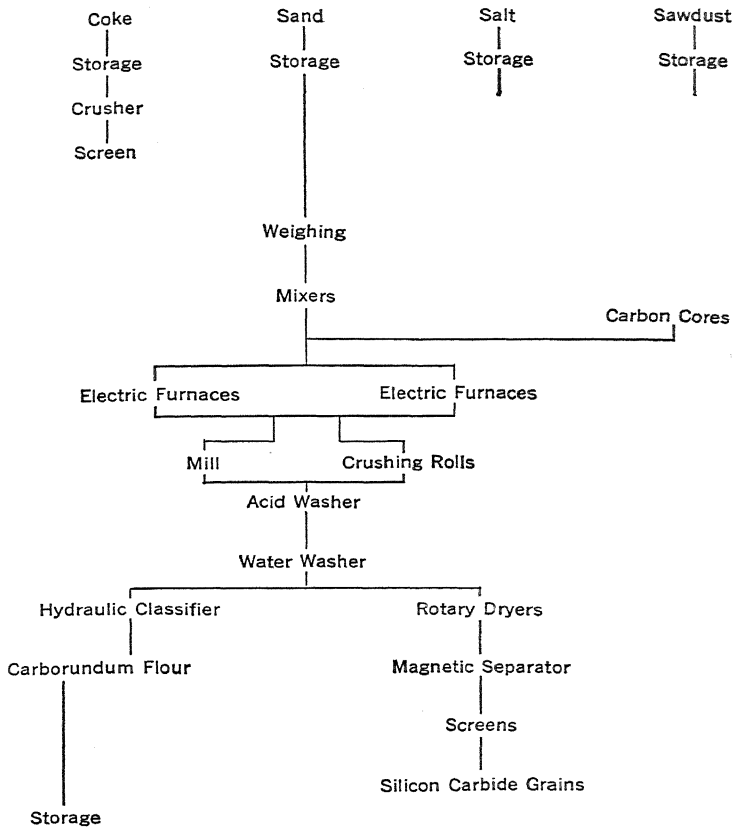 Coke
Sand
Salt
Sawdust
Storage
Storage
Storage
Storage
Crusher
Screen
Weighing
Mixers
Carbon Cores
Electric Furnaces
Electric Furnaces
Mill
Crushing Rolls
Acid Washer
Water Washer
Hydraulic Classifier
Rotary Dryers
Carborundum Flour
Magnetic Separator
Screens
Silicon Carbide Grains
Storage